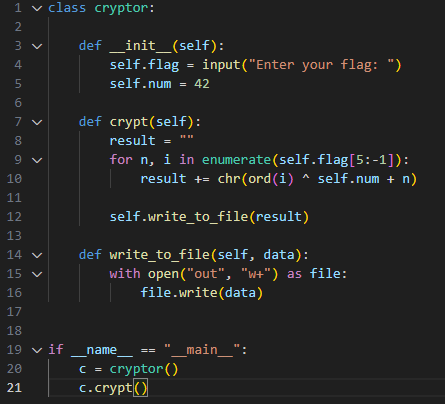 1 class cryptor:
2
3     def __init__(self):
4         self.flag = input("Enter your flag: ")
5         self.num = 42
6
7     def crypt(self):
8         result = ""
9         for n, i in enumerate(self.flag[5:-1]):
10             result += chr(ord(i) ^ self.num + n)
11
12         self.write_to_file(result)
13
14     def write_to_file(self, data):
15         with open("out", "w+") as file:
16             file.write(data)
17
18
19 if __name__ == "__main__":
20     c = cryptor()
21     c.crypt()